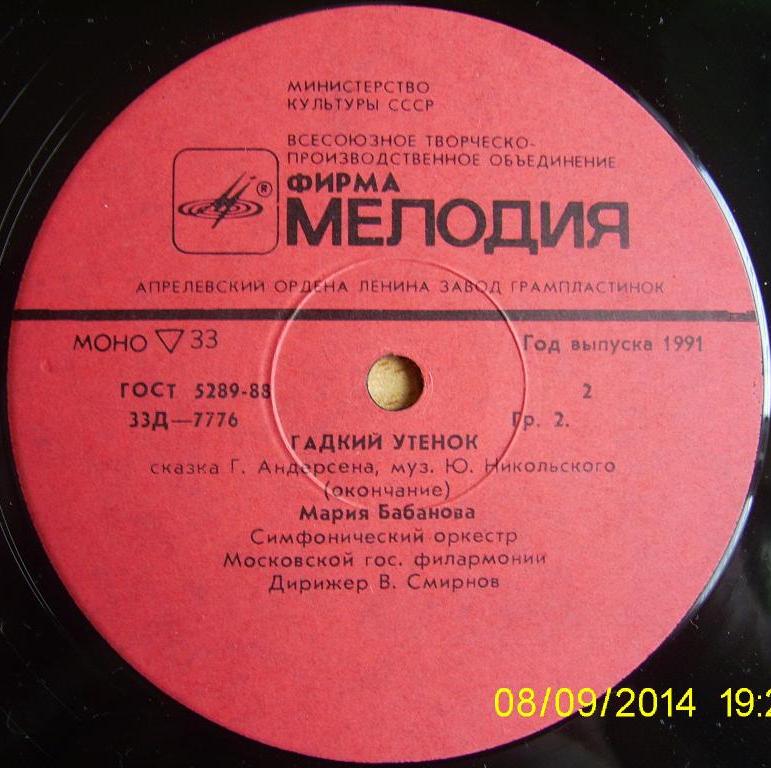 МИНИСТЕРСТВО
КУЛЬТУРЫ СССР
ВСЕСОЮЗНОЕ ТВОРЧЕСКО-
ПРОИЗВОДСТВЕННОЕ ОБЪЕДИНЕНИЕ
®
ФИРМА
МЕЛОДИЯ
АПРЕЛЕВСКИЙ ОРДЕНА ЛЕНИНА ЗАВОД ГРАМПЛАСТИНОК
МОНО ▽ 33 Год выпуска 1991
ГОСТ 5289-88 2
33Д—7776 Гр. 2.
ГАДКИЙ УТЕНОК
сказка Г. Андерсена, муз. Ю. Никольского
(окончание)
Мария Бабанова
Симфонический оркестр
Московской гос. филармонии
Дирижер В. Смирнов
08/09/2014 19:2